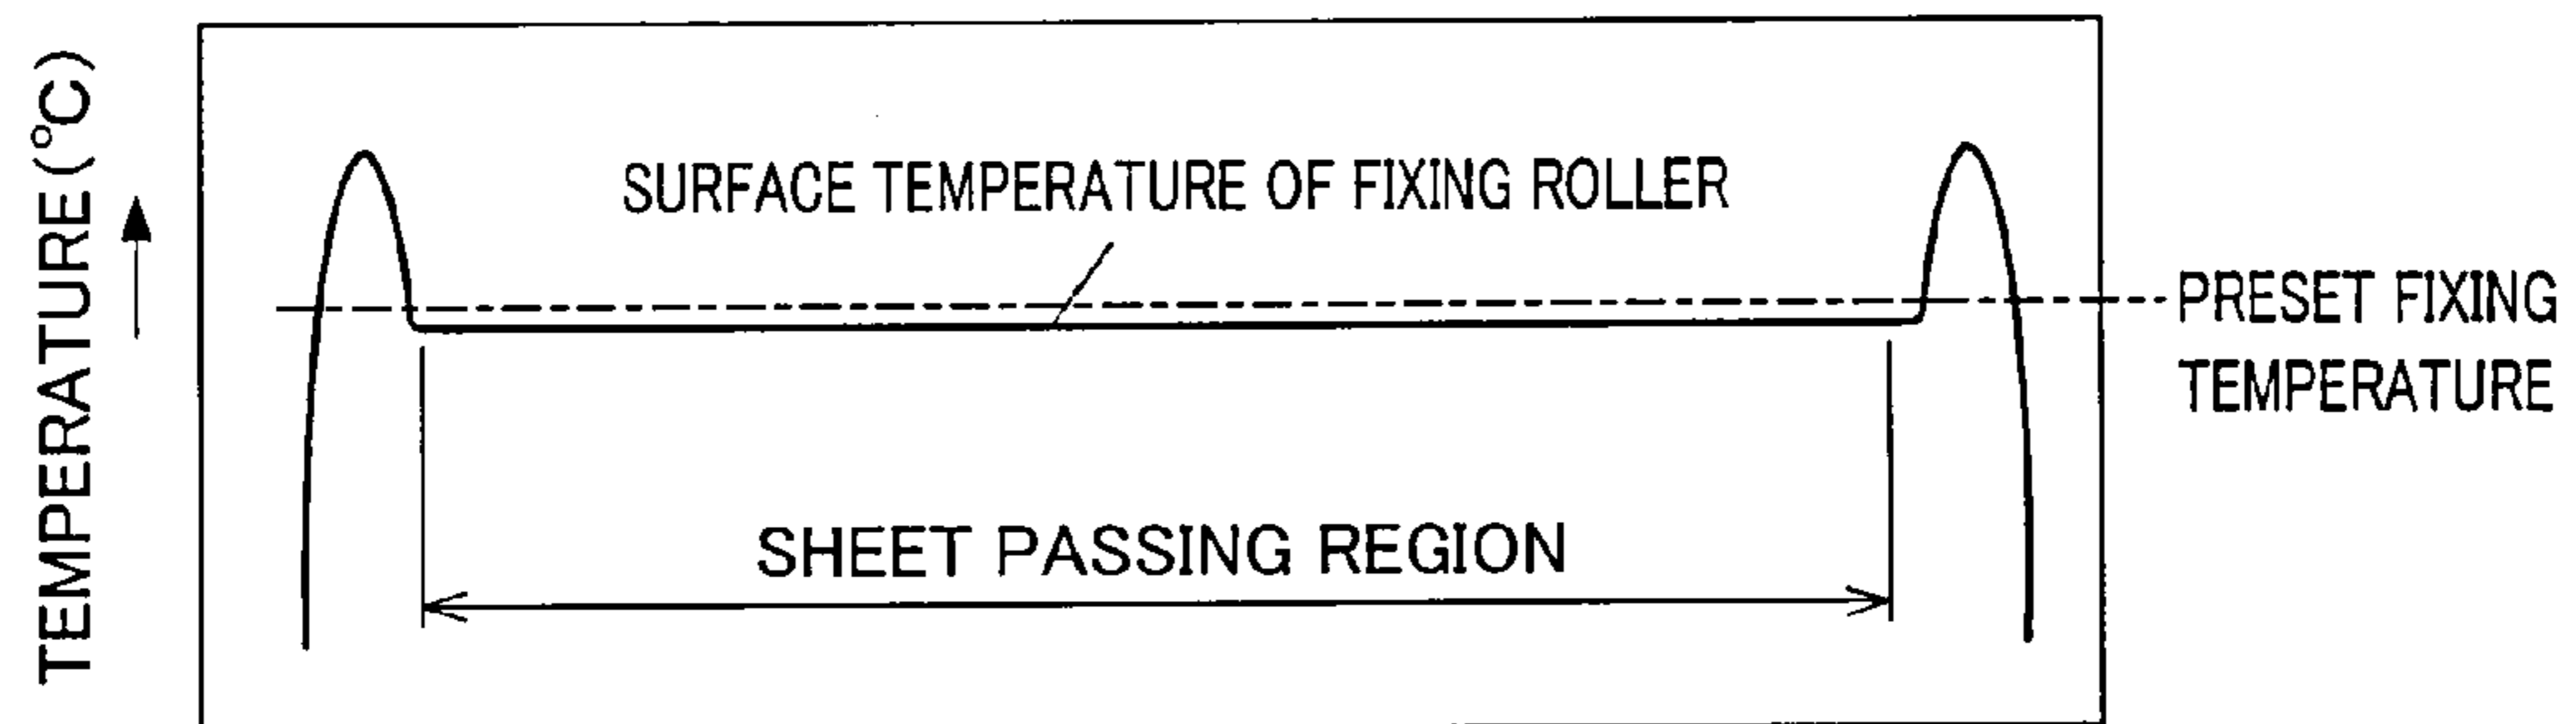 TEMPERATURE(°C)
SURFACE TEMPERATURE OF FIXING ROLLER
PRESET FIXING
TEMPERATURE
SHEET PASSING REGION